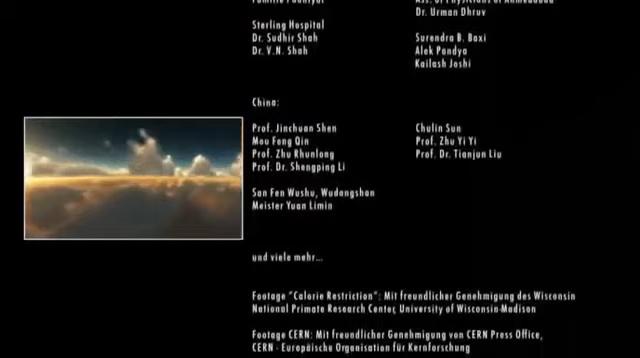 Dr. Urman Dhruv
Sterling Hospital
Dr. Sudhir Shah
Dr. V.N. Shah
Surendra B. Baxi
Alek Pandya
Kailash Joshi
China:
Prof. Jinchuan Shen
Mou Fong Qin
Prof. Zhu Rhunlong
Prof. Dr. Shengping Li
Chulin Sun
Prof. Zhu Yi Yi
Prof. Dr. Tianjun Liu
San Fen Wushu, Wudangshan
Meister Yuan Limin
und viele mehr...
Footage "Calorie Restriction": Mit freundlicher Genehmigung des Wisconsin
National Primate Research Center, University of Wisconsin-Madison
Footage CERN: Mit freundlicher Genehmigung von CERN Press Office,
CERN - Europäische Organisation für Kernforschung